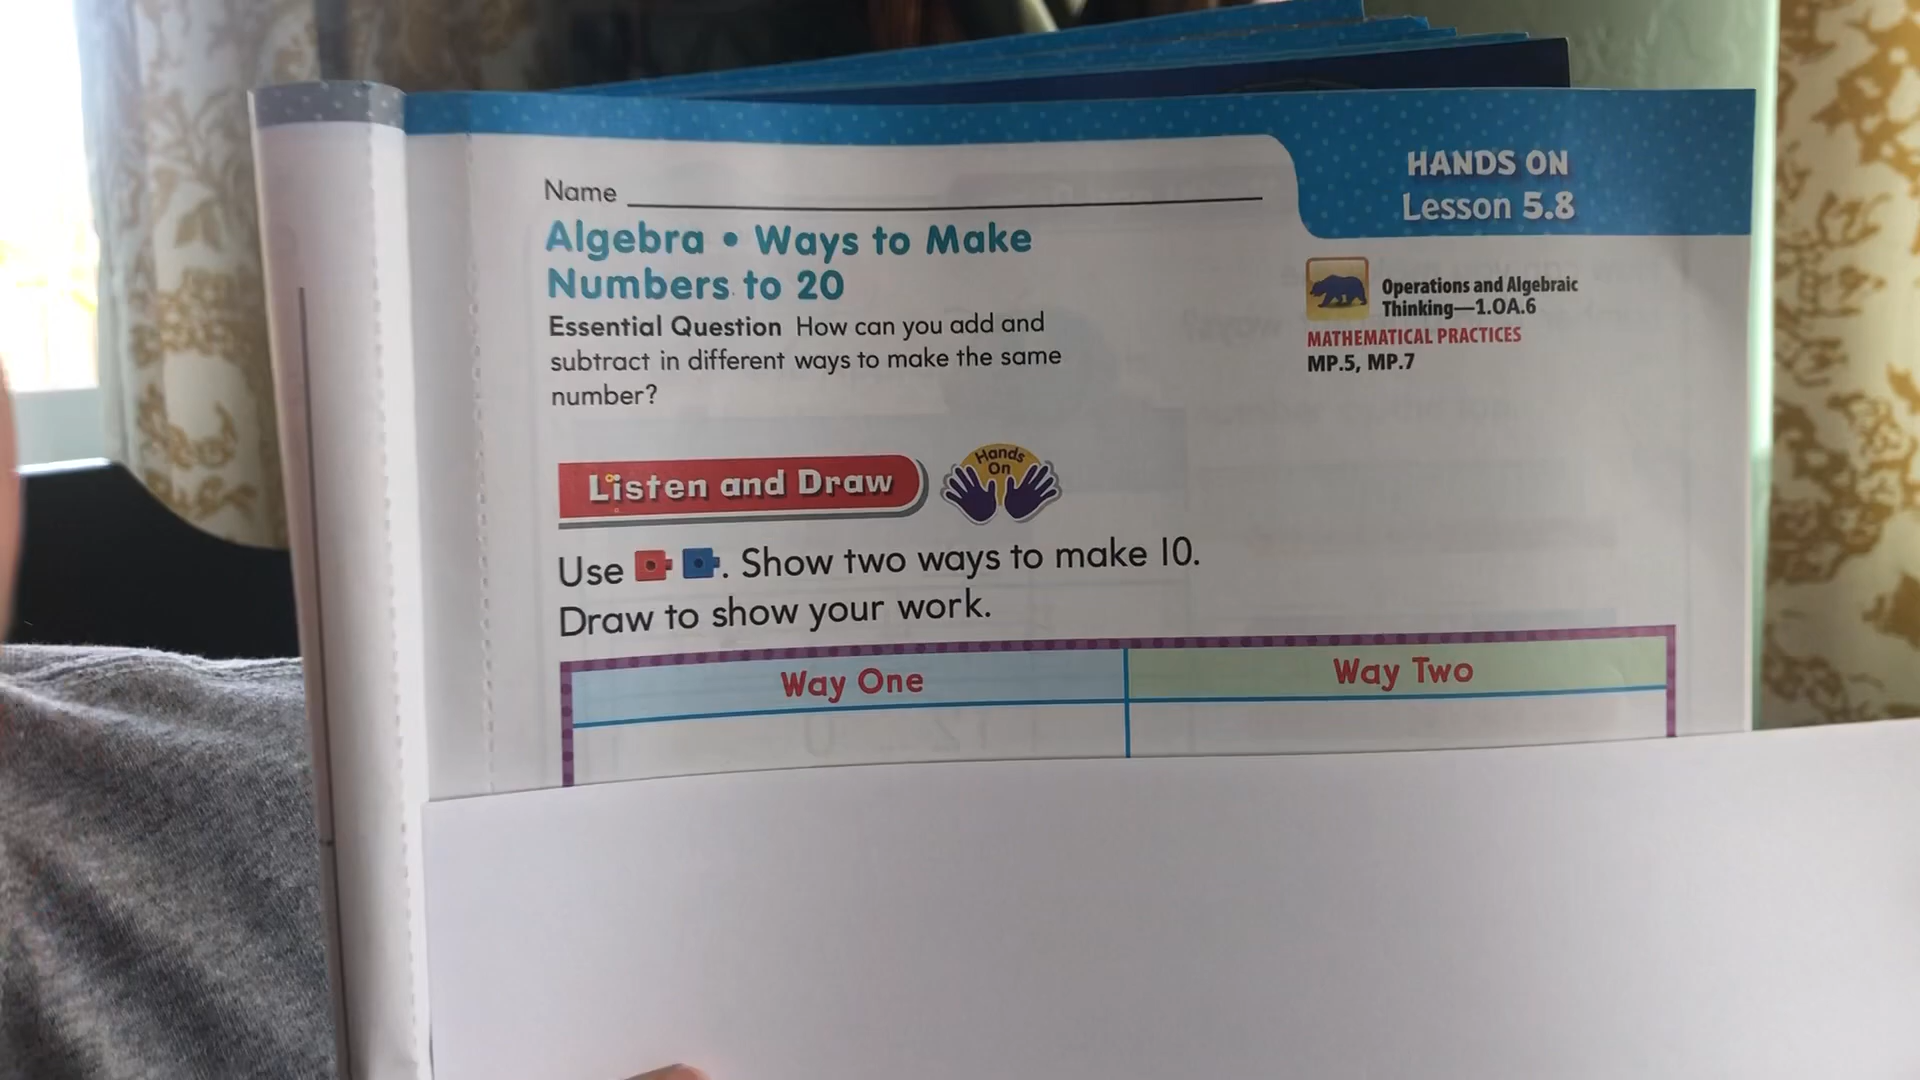 HANDS ON
Lesson 5.8
Name
Algebra • Ways to Make
Numbers to 20
Essential Question How can you add and
subtract in different ways to make the same
number?
Operations and Algebraic
Thinking—1.OA.6
MATHEMATICAL PRACTICES
MP.5, MP.7
Listen and Draw
Hands
On
Use . Show two ways to make 10.
Draw to show your work.
Way One Way Two